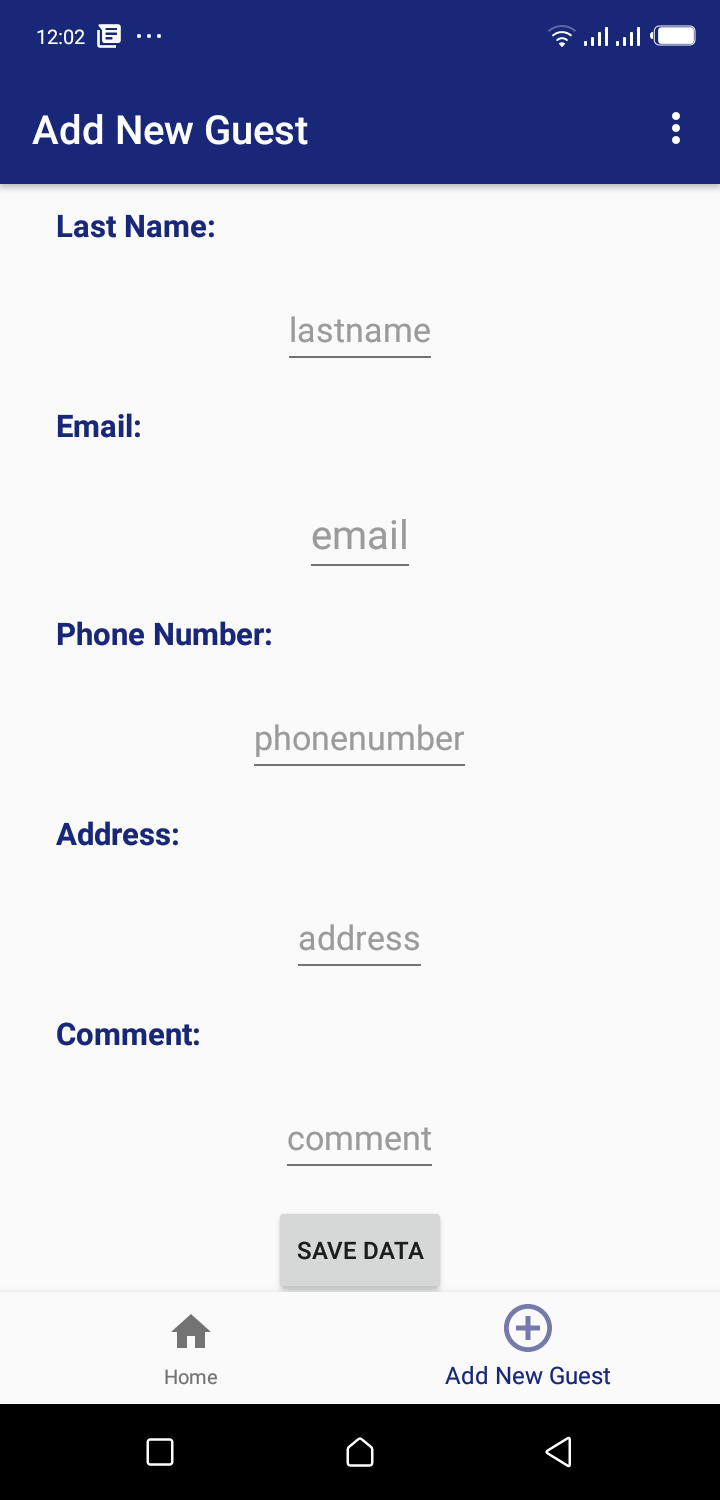 12:02
Add New Guest
Last Name:
lastname
Email:
email
Phone Number:
phonenumber
Address:
address
Comment:
comment
SAVE DATA
Home
Add New Guest